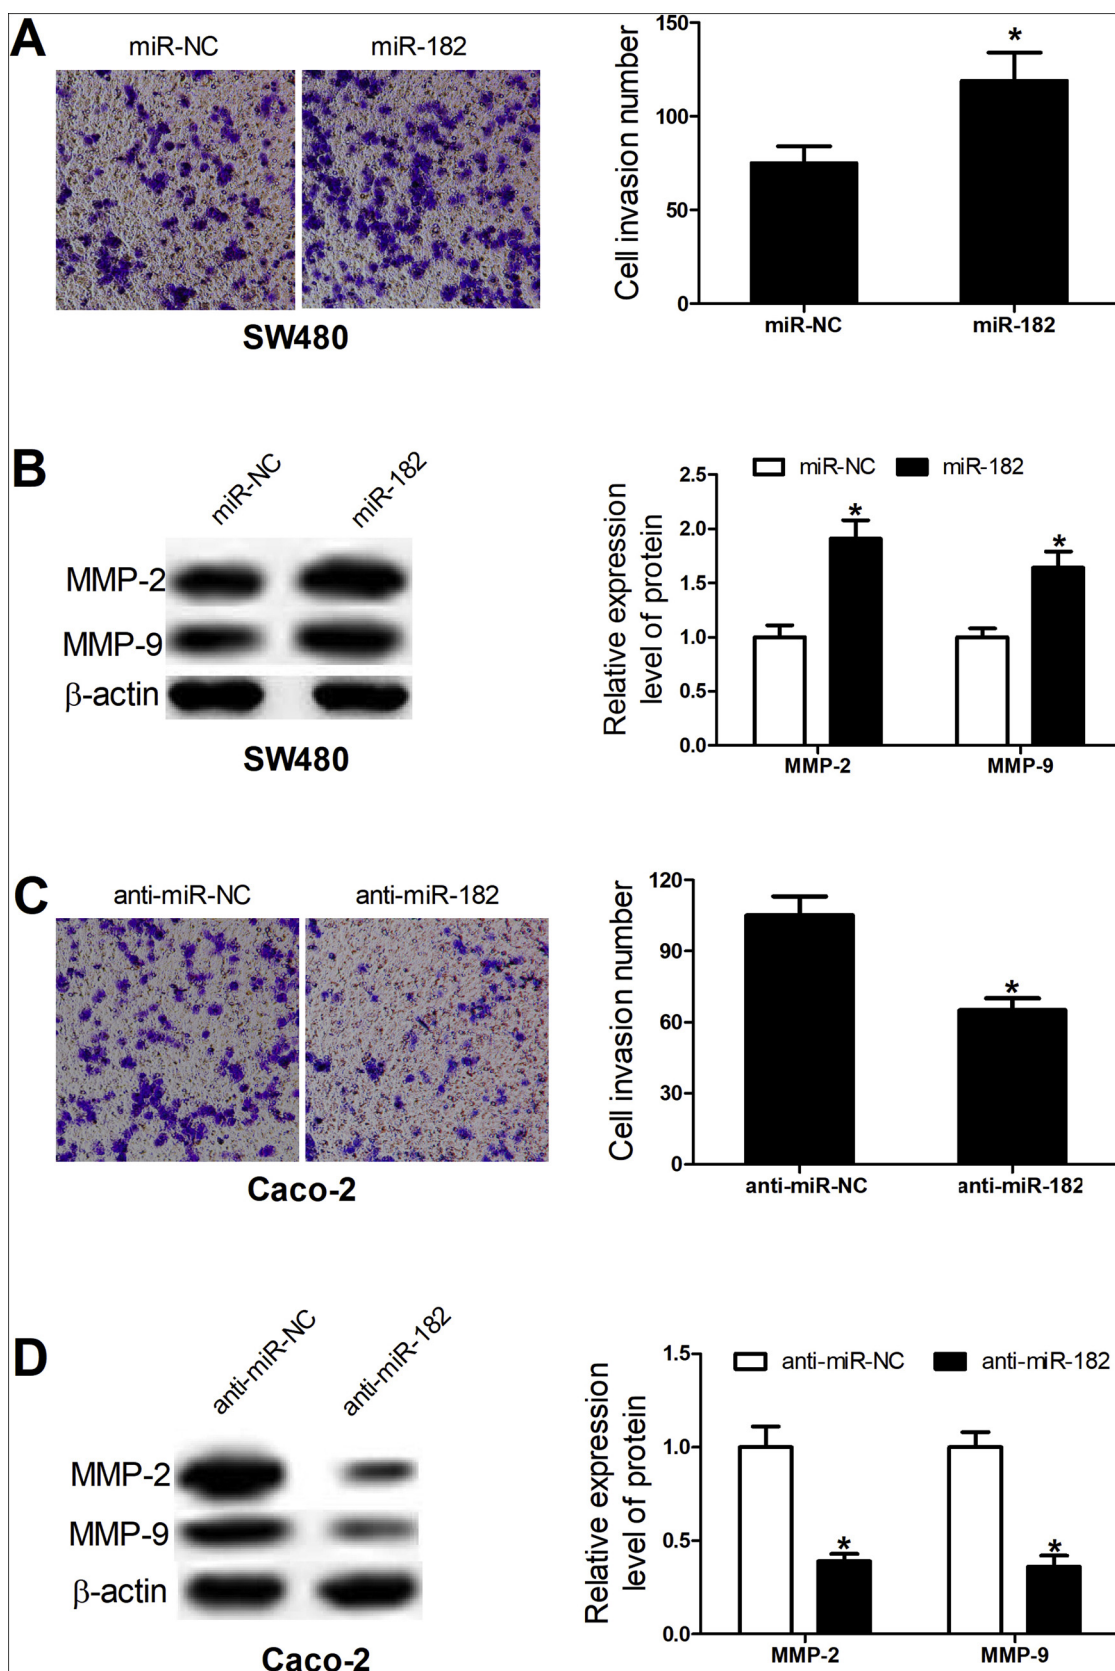 A
miR-NC
miR-182
SW480
Cell invasion number
150
100
50
0
*
miR-NC
miR-182
B
miR-NC
miR-182
MMP-2
MMP-9
β-actin
SW480
Relative expression
level of protein
miR-NC
miR-182
2.5
2.0
1.5
1.0
0.5
0.0
*
*
MMP-2
MMP-9
C
anti-miR-NC
anti-miR-182
Caco-2
Cell invasion number
120
90
60
30
0
*
anti-miR-NC
anti-miR-182
D
anti-miR-NC
anti-miR-182
MMP-2
MMP-9
β-actin
Caco-2
Relative expression
level of protein
anti-miR-NC
anti-miR-182
1.5
1.0
0.5
0.0
*
*
MMP-2
MMP-9